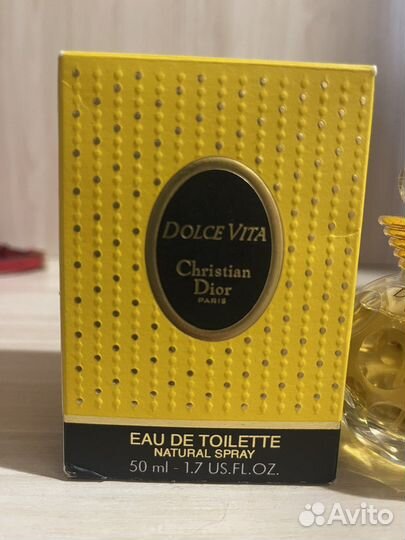 DOLCE VITA
Christian
Dior
PARIS
EAU DE TOILETTE
NATURAL SPRAY
50 ml - 1.7 US.FL.OZ.
Avito